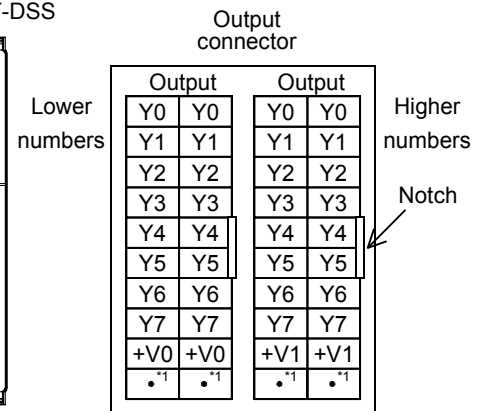 -DSS
Output
connector
Output Output
Lower numbers
Higher numbers
Notch
Y0 Y0 Y0 Y0
Y1 Y1 Y1 Y1
Y2 Y2 Y2 Y2
Y3 Y3 Y3 Y3
Y4 Y4 Y4 Y4
Y5 Y5 Y5 Y5
Y6 Y6 Y6 Y6
Y7 Y7 Y7 Y7
+V0 +V0 +V1 +V1
•*1 •*1 •*1 •*1